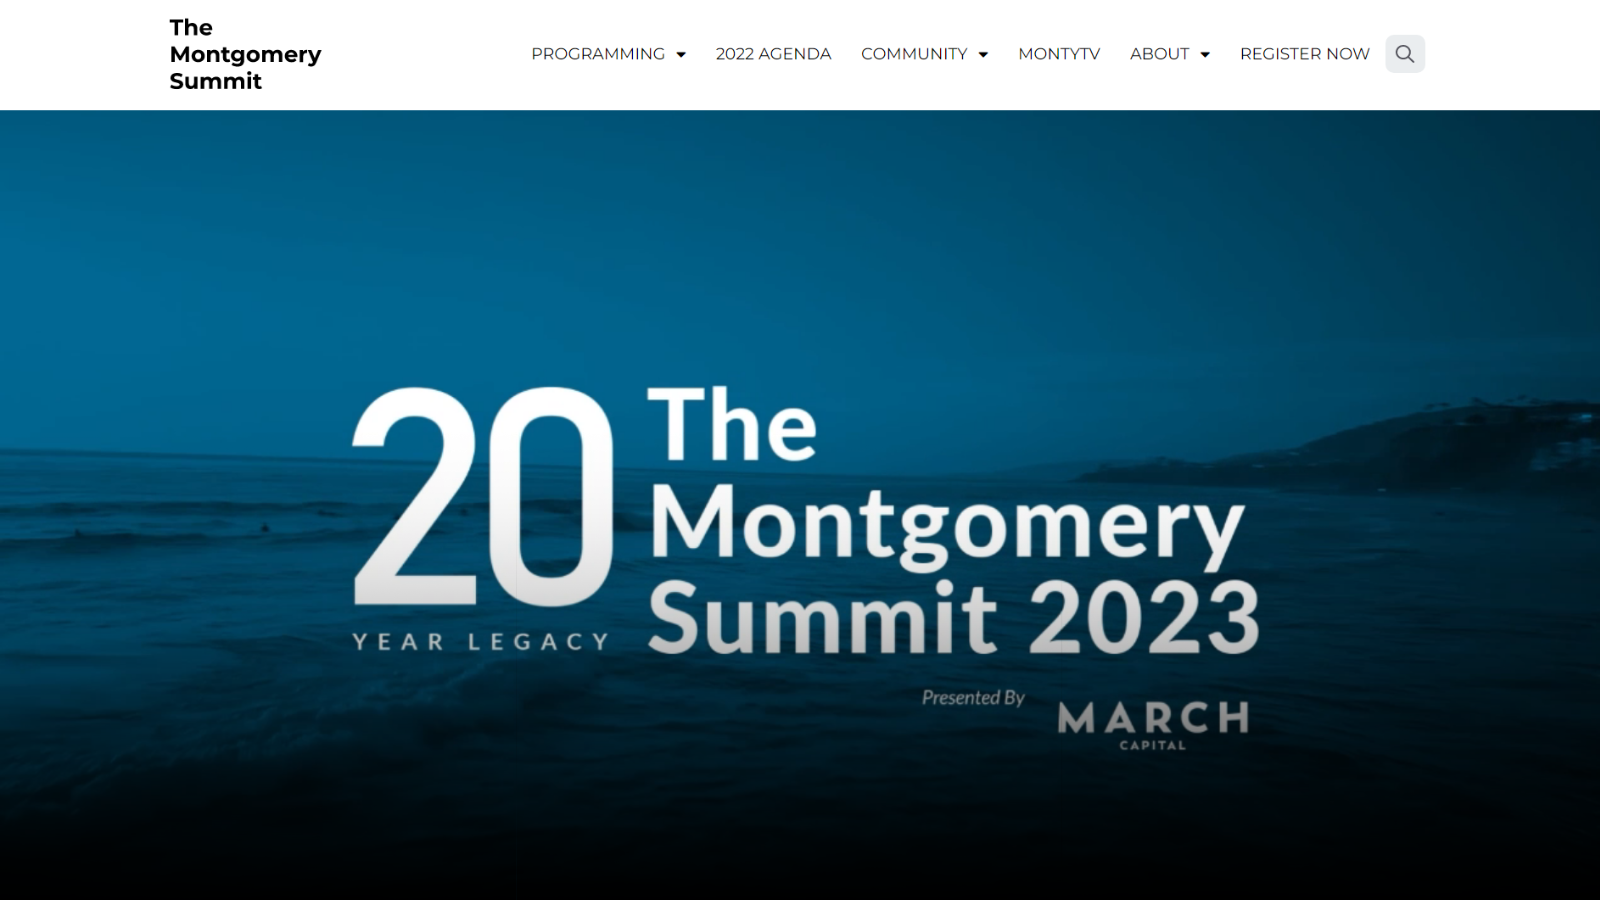 The
Montgomery
Summit
PROGRAMMING
2022 AGENDA
COMMUNITY
MONTYTV
ABOUT
REGISTER NOW
20
YEAR LEGACY
The
Montgomery
Summit 2023
Presented By
MARCH
CAPITAL